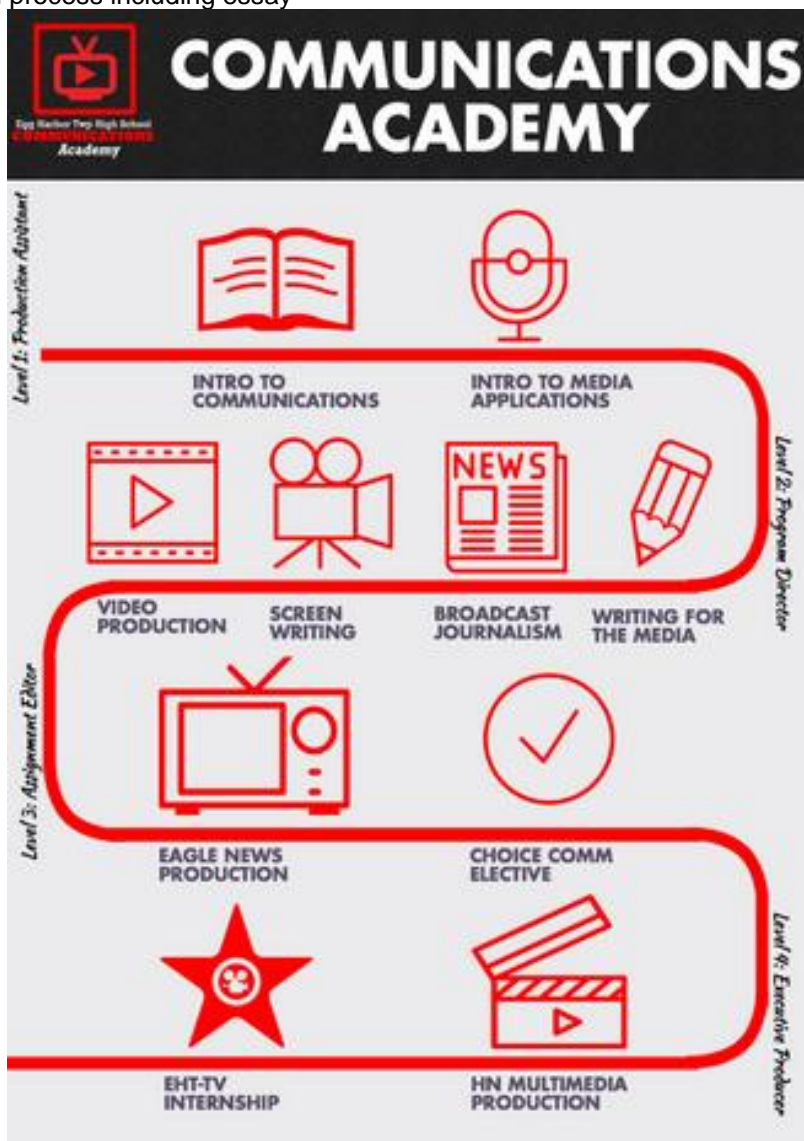 process including essay
COMMUNICATIONS
ACADEMY
Egg Harbor Twp High School
COMMUNICATIONS
Academy
Level 1: Production Assistant
INTRO TO
COMMUNICATIONS
INTRO TO MEDIA
APPLICATIONS
Level 2: Program Director
NEWS
VIDEO
PRODUCTION
SCREEN
WRITING
BROADCAST
JOURNALISM
WRITING FOR
THE MEDIA
Level 3: Assignment Editor
EAGLE NEWS
PRODUCTION
CHOICE COMM
ELECTIVE
Level 4: Executive Producer
EHT-TV
INTERNSHIP
HN MULTIMEDIA
PRODUCTION